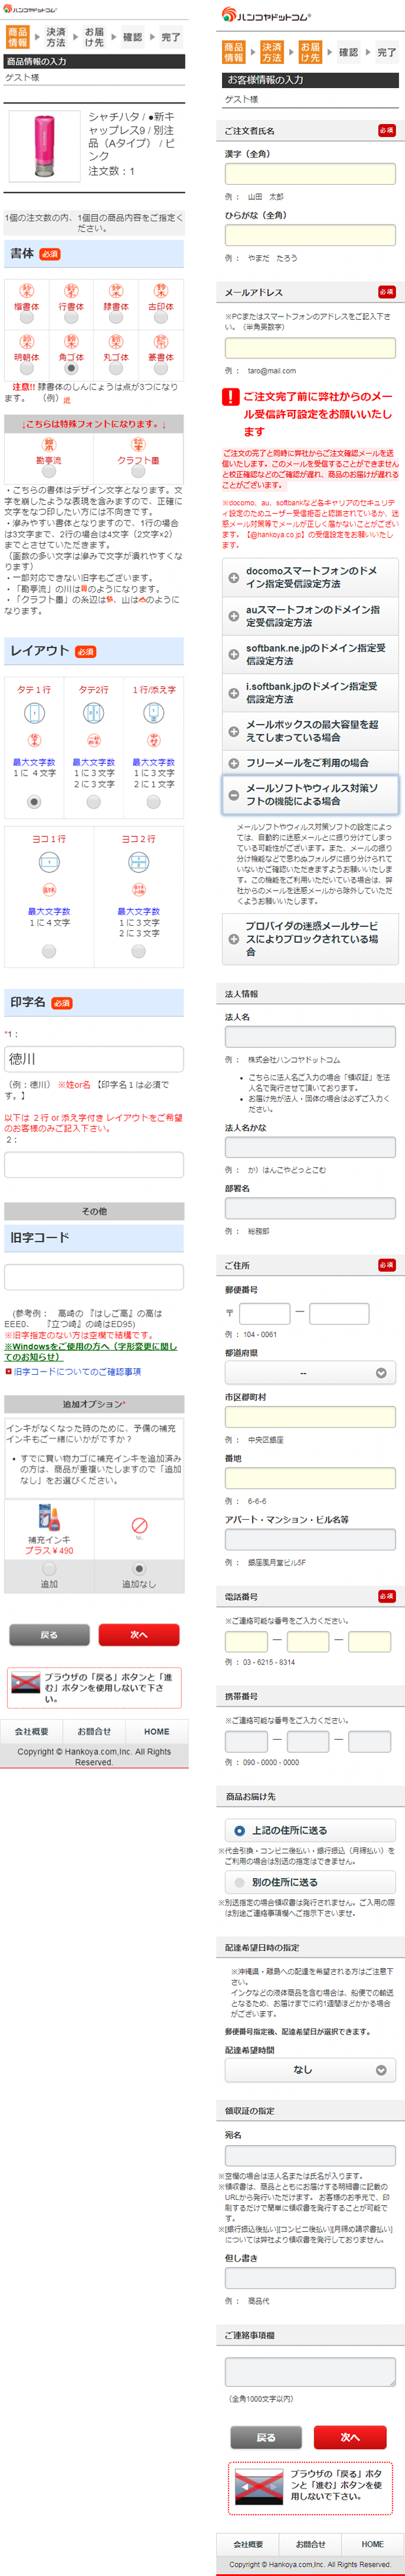 ハンコヤドットコム®
商品情報
決済方法
お届け先
確認
完了
商品情報の入力
ゲスト様
シャチハタ / ●新キ
ャップレス9 / 別注
品（Aタイプ） / ピ
ンク
注文数：1
1個の注文数の内、1個目の商品内容をご指定く
ださい。
書体 必須
楷書体 行書体 隷書体 古印体
明朝体 角ゴ体 丸ゴ体 篆書体
注意!! 隷書体のしんにょうは点が3つになり
ます。 （例）
↓こちらは特殊フォントになります。↓
勘亭流 クラフト墨
・こちらの書体はデザイン文字となります。文
字を崩したような表現を含みますので、正確に
文字をなつ印したい方には不向きです。
・滲みやすい書体となりますので、1行の場合
は3文字まで、2行の場合は4文字（2文字×2）
までとさせていただきます。
（画数の多い文字は滲みで文字が潰れやすくな
ります）
・一部対応できない旧字もございます。
・「勘亭流」の川は のようになります。
・「クラフト墨」の糸辺は 、山は のように
なります。
レイアウト 必須
タテ１行 タテ2行 １行/添え字
最大文字数 最大文字数 最大文字数
１に ４文字 １に３文字 １に３文字
２に３文字 ２に１文字
ヨコ１行 ヨコ２行
最大文字数 最大文字数
１に４文字 １に３文字
２に３文字
印字名 必須
*1：
徳川
（例：徳川） ※姓or名 【印字名１は必須で
す。】
以下は ２行 or 添え字付き レイアウトをご希望
のお客様のみご記入下さい。
2：
その他
旧字コード
(参考例： 高崎の 『はしご高』の高は
EEE0、 『立つ崎』の崎はED95)
※旧字指定のない方は空欄で結構です。
※Windowsをご使用の方へ（字形変更に関し
てのお知らせ）
旧字コードについてのご確認事項
追加オプション*
インキがなくなった時のために、予備の補充
インキもご一緒にいかがですか？
• すでに買い物カゴに補充インキを追加済み
の方は、商品が重複いたしますので「追加
なし」をお選びください。
補充インキ
プラス￥490
追加 追加なし
戻る 次へ
ブラウザの「戻る」ボタンと「進
む」ボタンを使用しないで下さ
い。
会社概要 お問合せ HOME
Copyright © Hankoya.com,Inc. All Rights
Reserved.
ハンコヤドットコム®
商品情報
決済方法
お届け先
確認
完了
お客様情報の入力
ゲスト様
ご注文者氏名 必須
漢字（全角）
例： 山田 太郎
ひらがな（全角）
例： やまだ たろう
メールアドレス 必須
※PCまたはスマートフォンのアドレスをご記入下さ
い。（半角英数字）
例： taro@mail.com
ご注文完了前に弊社からのメー
ル受信許可設定をお願いいたし
ます
ご注文の完了と同時に弊社からご注文確認メールを送
信いたします。このメールを受信することができません
と校正確認などのご確認が遅れ、商品のお届けが遅れ
ることがございます。
※docomo、au、softbankなど各キャリアのセキュリテ
ィ設定のためユーザー受信拒否と認識されているか、迷
惑メール対策等でメールが正しく届かないことがござい
ます。【@hankoya.co.jp】の受信設定をお願いいたし
ます。
docomoスマートフォンのドメ
イン指定受信設定方法
auスマートフォンのドメイン指
定受信設定方法
softbank.ne.jpのドメイン指定受
信設定方法
i.softbank.jpのドメイン指定受
信設定方法
メールボックスの最大容量を超
えてしまっている場合
フリーメールをご利用の場合
メールソフトやウィルス対策ソ
フトの機能による場合
メールソフトやウィルス対策ソフトの設定によっ
ては、自動的に迷惑メールとに振り分けてしまっ
ている可能性がございます。また、メールの振り
分け機能などで思わぬフォルダに振り分けられて
いないかご確認いただきますようお願いいたしま
す。この機能をご利用いただいている場合は、弊
社からのメールを迷惑メールから除外していただ
くようお願いいたします。
プロバイダの迷惑メールサービ
スによりブロックされている場
合
法人情報
法人名
例： 株式会社ハンコヤドットコム
• こちらに法人名ご入力の場合「領収証」を法
人名で発行させて頂いております。
• お届け先が法人・団体の場合は必ずご入力く
ださい。
法人名かな
例： か）はんこやどっとこむ
部署名
例： 総務部
ご住所 必須
郵便番号
〒 ー
例：104 - 0061
都道府県
--
市区郡町村
例： 中央区銀座
番地
例： 6-6-6
アパート・マンション・ビル名等
例： 銀座風月堂ビル5F
電話番号 必須
※ご連絡可能な番号をご入力ください。
ー ー
例：03 - 6215 - 8314
携帯番号
※ご連絡可能な番号をご入力ください。
ー ー
例：090 - 0000 - 0000
商品お届け先
上記の住所に送る
※代金引換・コンビニ後払い・銀行振込（月締払い）を
ご利用の場合は別送の指定はできません。
別の住所に送る
※別送指定の場合領収書は発行されません。ご入用の際
は別途ご連絡事項欄へご指示下さいませ。
配達希望日時の指定
※沖縄県・離島への配達を希望される方はご注意下
さい。
インクなどの液体商品を含む場合は、船便での輸送
となるため、お届けまでに約1週間ほどかかる場合
がございます。
郵便番号指定後、配達希望日が選択できます。
配達希望時間
なし
領収証の指定
宛名
※空欄の場合は法人名または氏名が入ります。
※領収書は、商品とともにお届けする明細書に記載の
URLから発行いただけます。 お客様のお手元で、印
刷するだけで簡単に領収書を発行することが可能で
す。
※[銀行振込後払い][コンビニ後払い][月締め請求書払い]
については弊社より領収書を発行しておりません。
但し書き
例： 商品代
ご連絡事項欄
（全角1000文字以内）
戻る 次へ
ブラウザの「戻る」ボタ
ンと「進む」ボタンを使
用しないで下さい。
会社概要 お問合せ HOME
Copyright © Hankoya.com,Inc. All Rights Reserved.